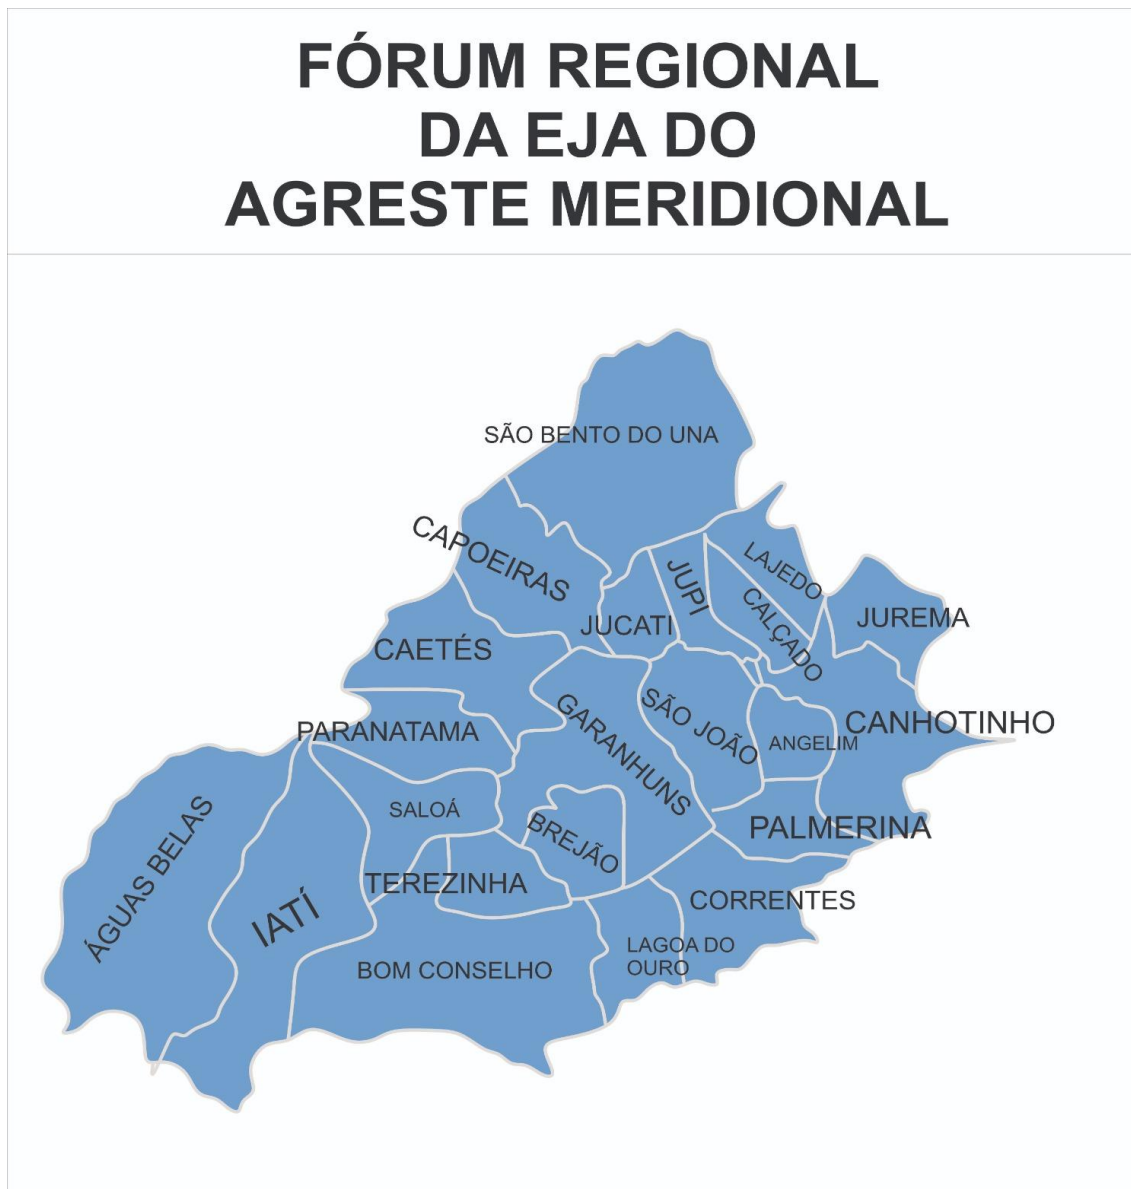 FÓRUM REGIONAL
DA EJA DO
AGRESTE MERIDIONAL
SÃO BENTO DO UNA
CAPOEIRAS
LAJEDO
JUPI
CALÇADO
JUREMA
JUCATI
CAETÉS
SÃO JOÃO
CANHOTINHO
PARANATAMA
GARANHUNS
ANGELIM
SALOÁ
BREJÃO
PALMERINA
ÁGUAS BELAS
TEREZINHA
IATÍ
CORRENTES
BOM CONSELHO
LAGOA DO
OURO